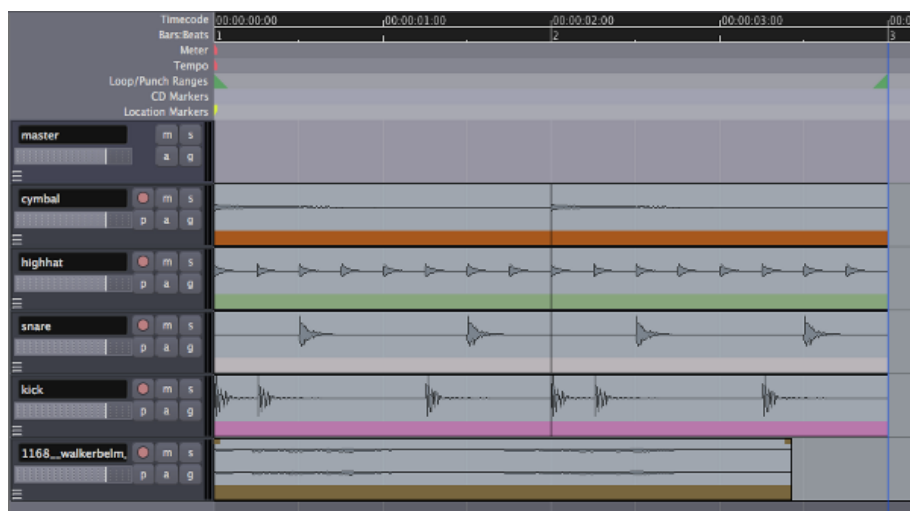 Timecode 00:00:00:00 00:00:01:00 00:00:02:00 00:00:03:00
Bars:Beats 1 2 3
Meter
Tempo
Loop/Punch Ranges
CD Markers
Location Markers
master m s
a g
cymbal m s
p a g
highhat m s
p a g
snare m s
p a g
kick m s
p a g
1168__walkerbelm_ m s
p a g